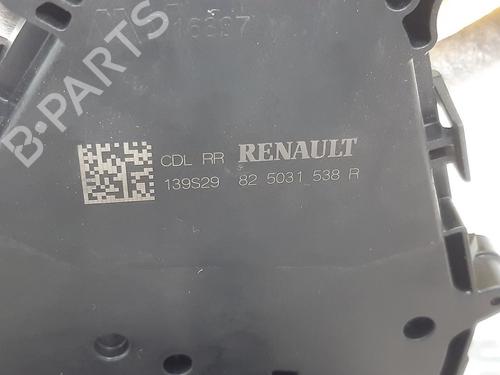 B-PARTS
CDL RR RENAULT
139S29 82 5031 538 R